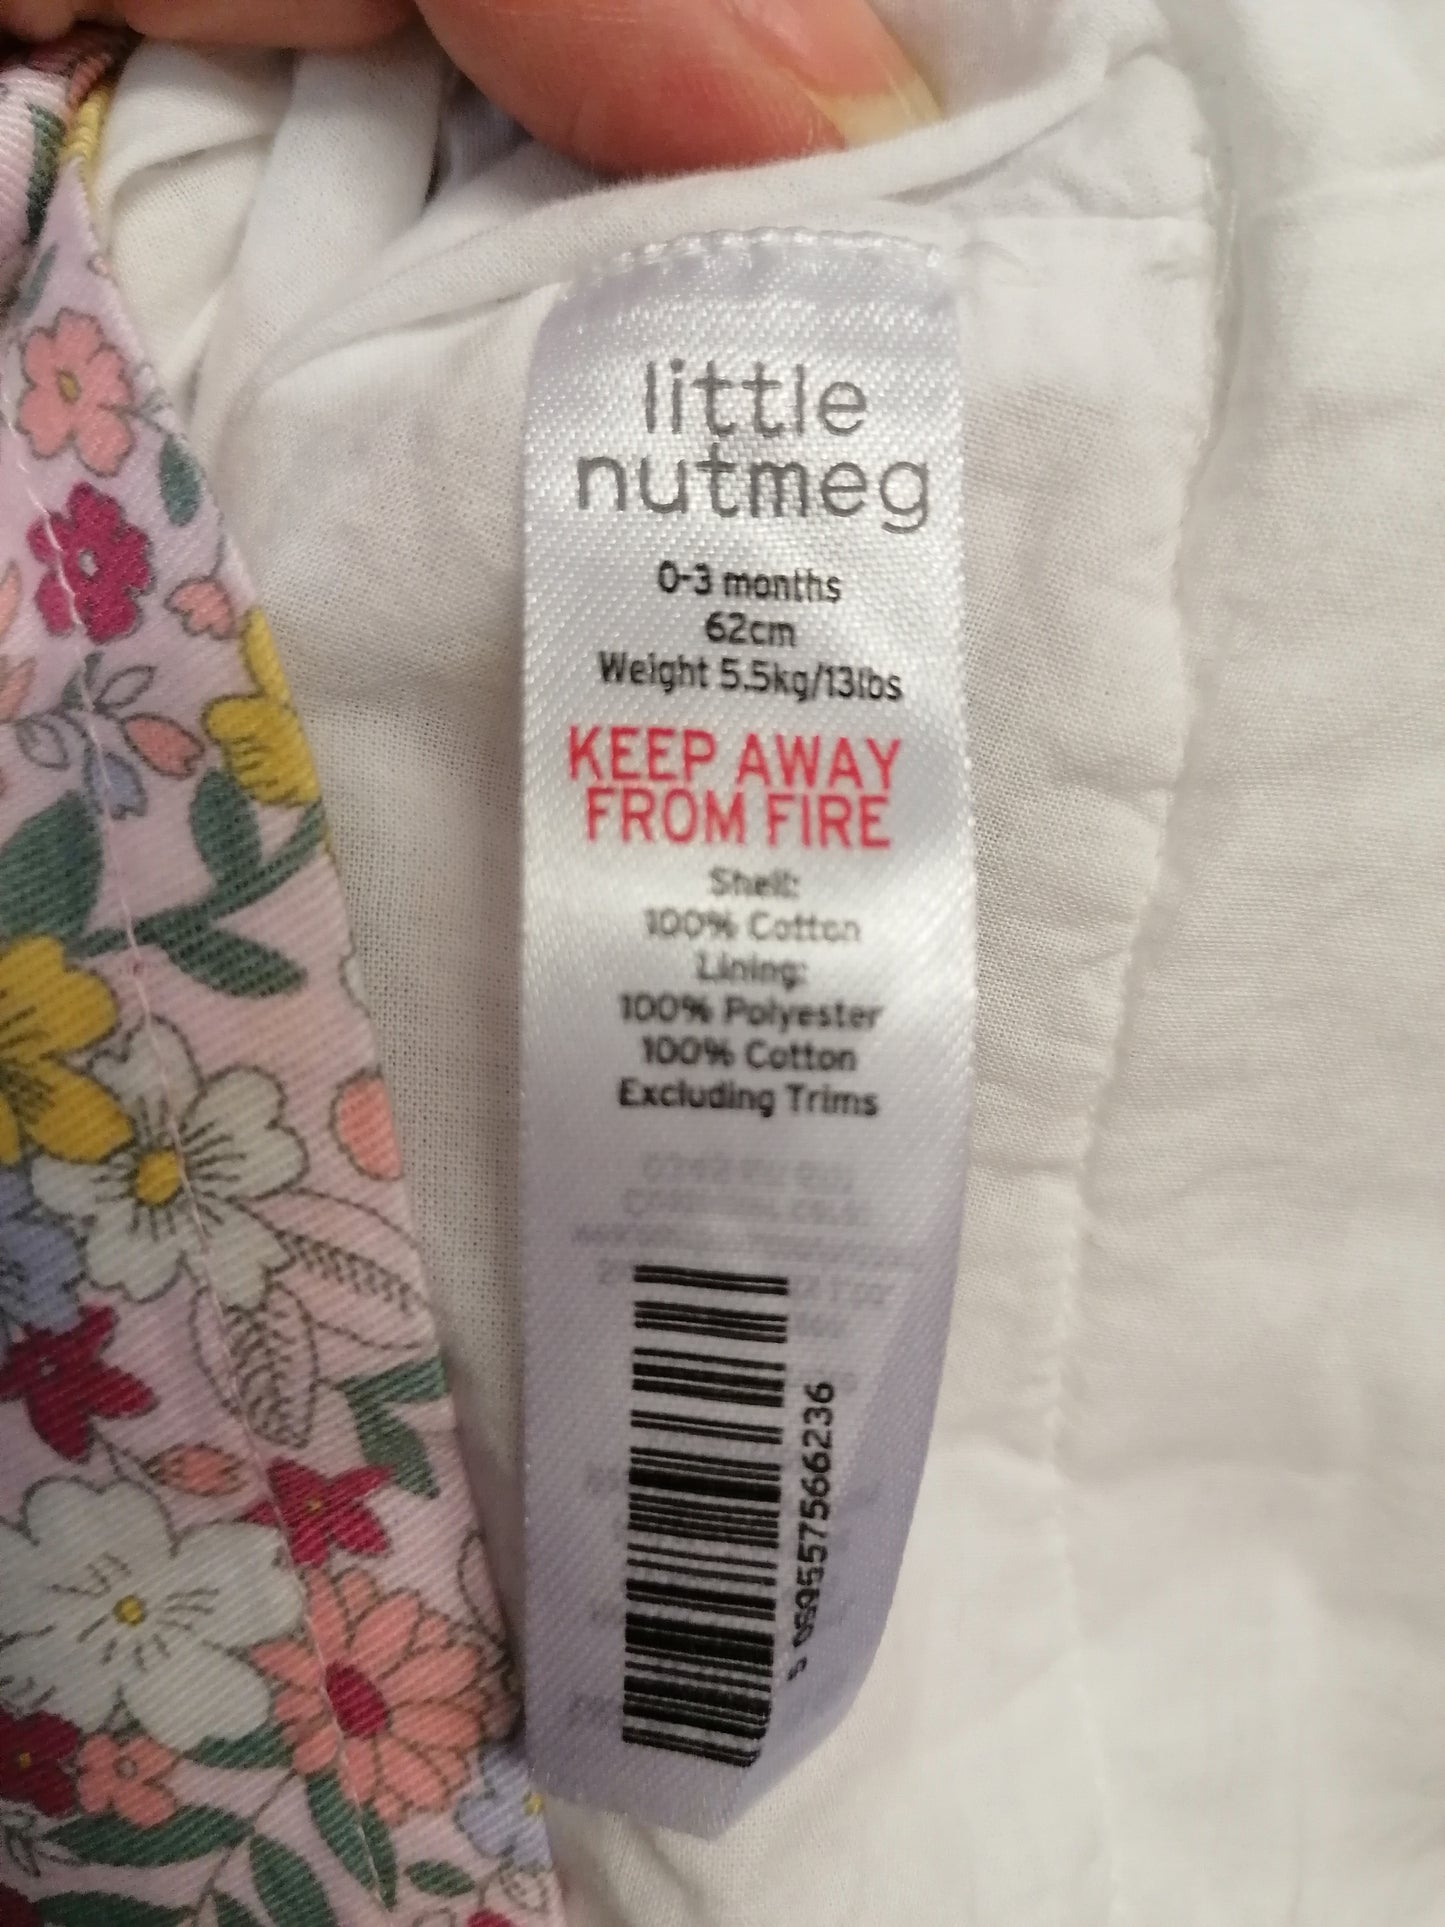 little
nutmeg
0-3 months
62cm
Weight 5.5kg/13lbs
KEEP AWAY
FROM FIRE
Shell:
100% Cotton
Lining:
100% Polyester
100% Cotton
Excluding Trims
5 059557566236